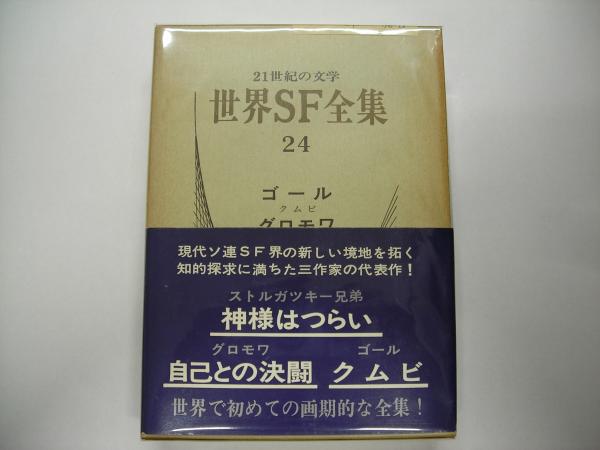 21世紀の文学
世界SF全集
24
ゴール
クムビ
グロモワ
現代ソ連SF界の新しい境地を拓く
知的探求に満ちた三作家の代表作！
ストルガツキー兄弟
神様はつらい
グロモワ ゴール
自己との決闘 クムビ
世界で初めての画期的な全集！